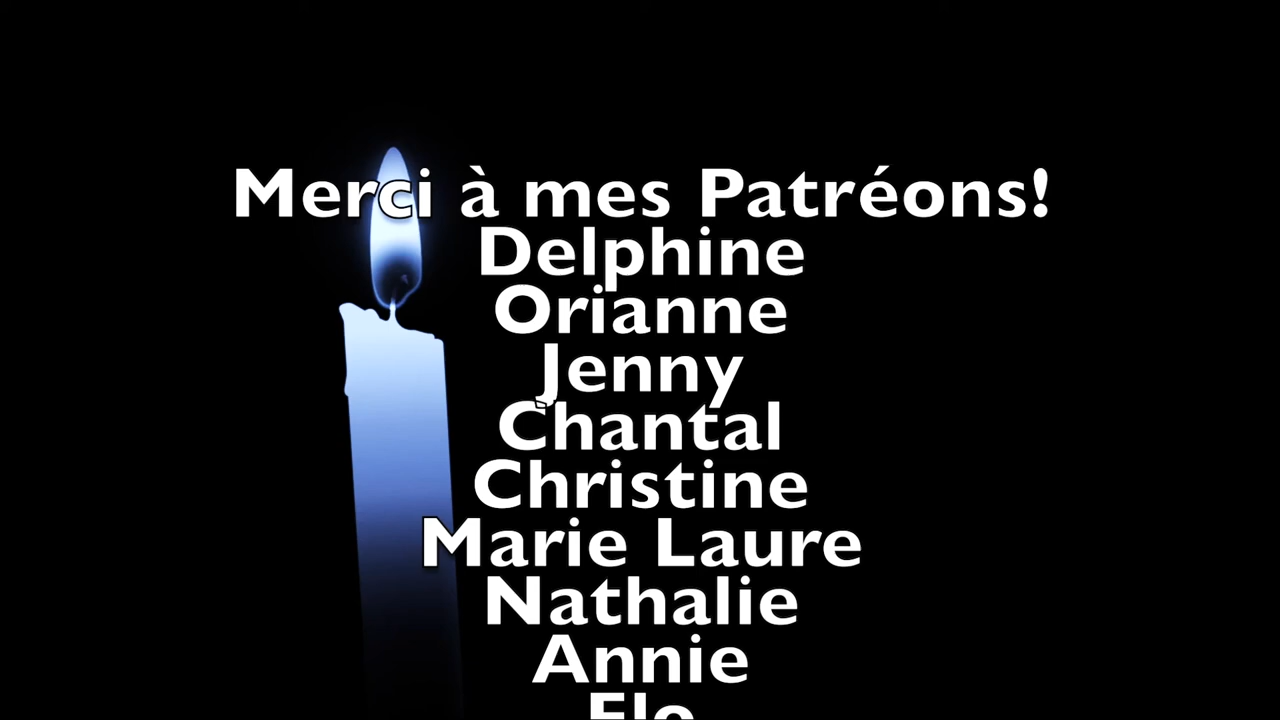 Merci à mes Patréons!
Delphine
Orianne
Jenny
Chantal
Christine
Marie Laure
Nathalie
Annie